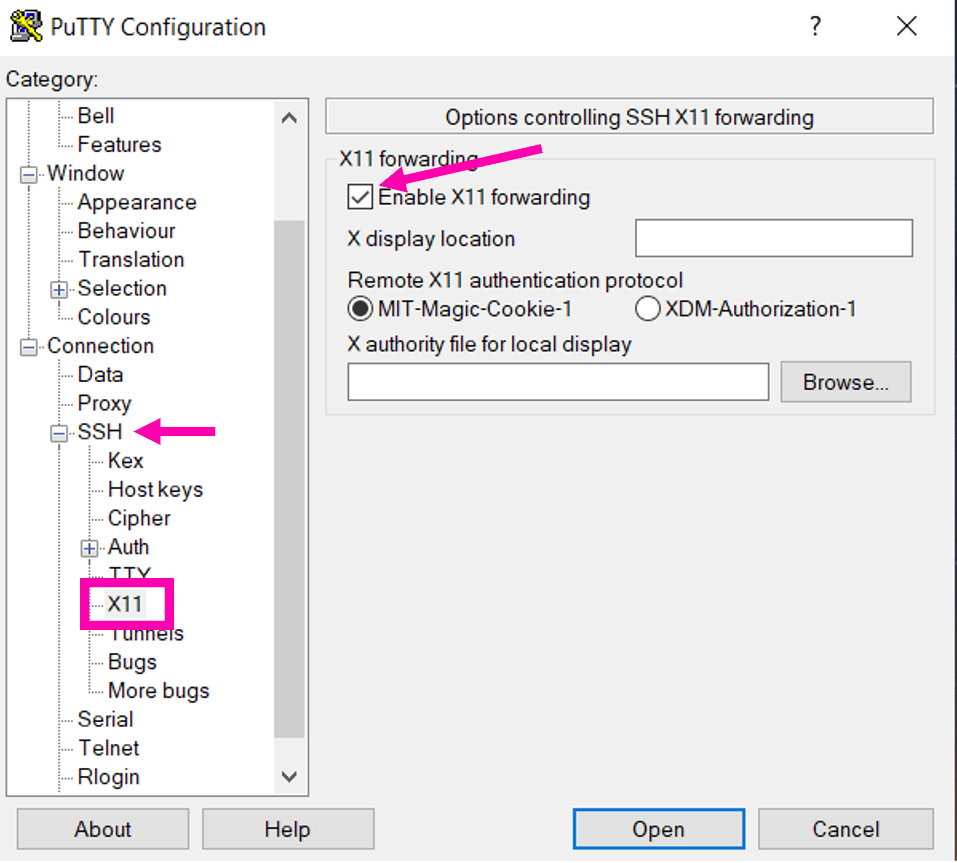 PuTTY Configuration
?
Category:
Bell
Features
Window
Appearance
Behaviour
Translation
Selection
Colours
Connection
Data
Proxy
SSH
Kex
Host keys
Cipher
Auth
TTY
X11
Tunnels
Bugs
More bugs
Serial
Telnet
Rlogin
Options controlling SSH X11 forwarding
X11 forwarding
Enable X11 forwarding
X display location
Remote X11 authentication protocol
MIT-Magic-Cookie-1 XDM-Authorization-1
X authority file for local display
Browse...
About Help Open Cancel